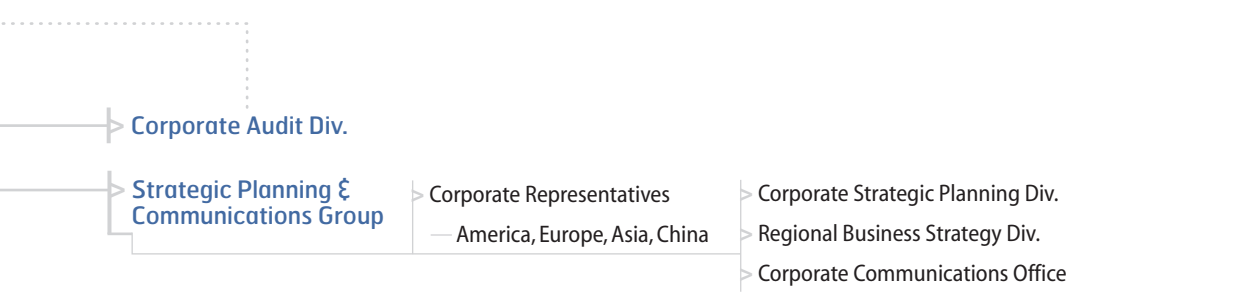 Corporate Audit Div.
Strategic Planning &
Communications Group
Corporate Representatives
America, Europe, Asia, China
Corporate Strategic Planning Div.
Regional Business Strategy Div.
Corporate Communications Office